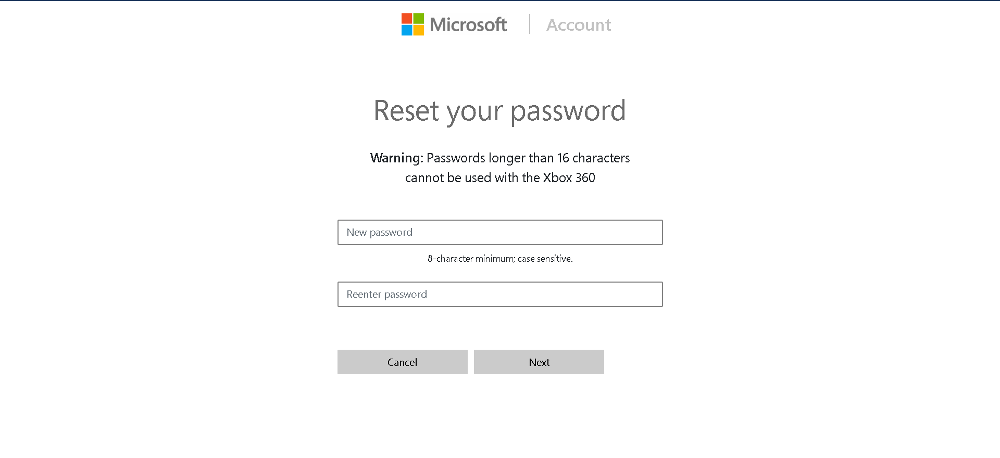 Microsoft | Account
Reset your password
Warning: Passwords longer than 16 characters
cannot be used with the Xbox 360
New password
8-character minimum; case sensitive.
Reenter password
Cancel Next